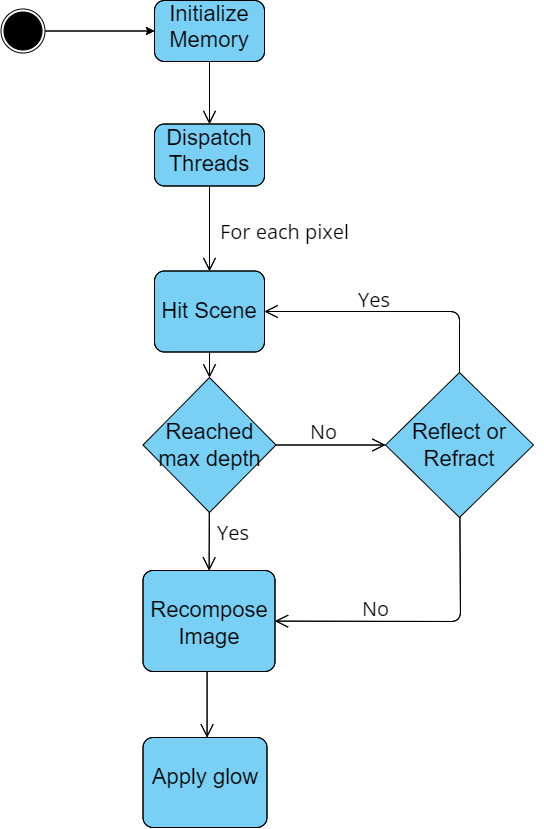 Initialize
Memory
Dispatch
Threads
For each pixel
Hit Scene
Yes
Reached
max depth
No
Reflect or
Refract
Yes
Recompose
Image
No
Apply glow